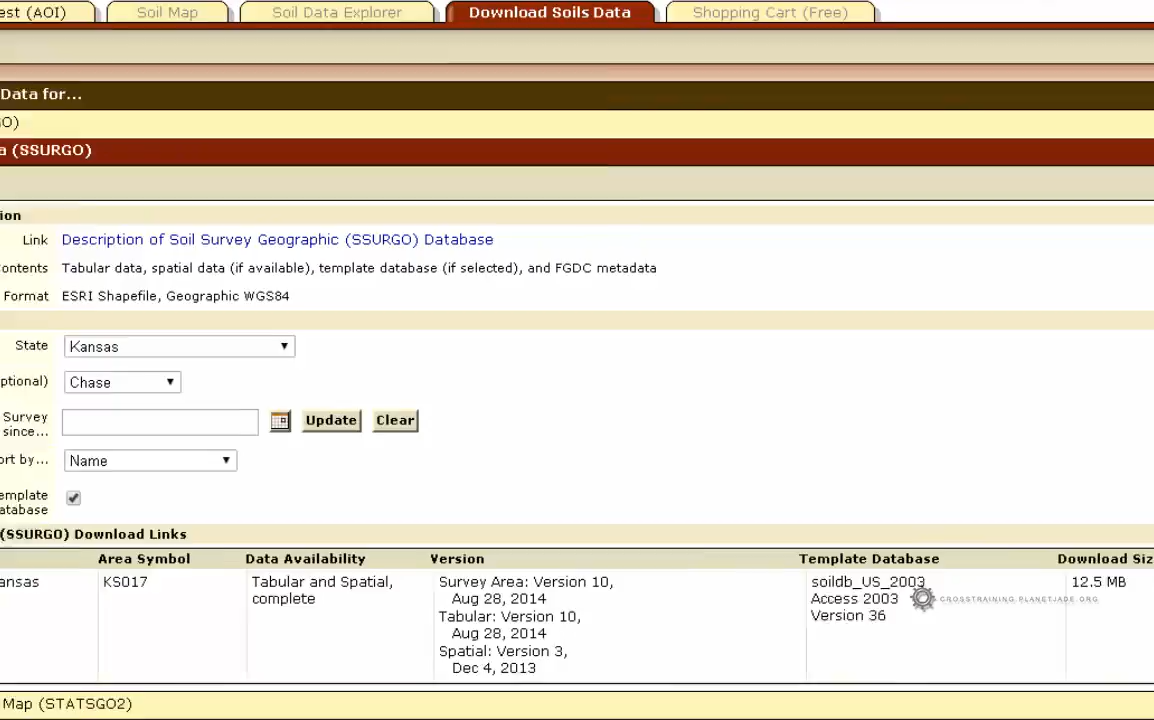 est (AOI) Soil Map Soil Data Explorer Download Soils Data Shopping Cart (Free)
Data for...
GO)
a (SSURGO)
ion
Link Description of Soil Survey Geographic (SSURGO) Database
ontents Tabular data, spatial data (if available), template database (if selected), and FGDC metadata
Format ESRI Shapefile, Geographic WGS84
State Kansas
ptional) Chase
Survey
since... Update Clear
ort by... Name
emplate
atabase
(SSURGO) Download Links
Area Symbol Data Availability Version Template Database Download Siz
ansas KS017 Tabular and Spatial, Survey Area: Version 10, soildb_US_2003 12.5 MB
complete Aug 28, 2014 Access 2003 CROSSTRAINING.PLANETJADE.ORG
Tabular: Version 10, Version 36
Aug 28, 2014
Spatial: Version 3,
Dec 4, 2013
Map (STATSGO2)